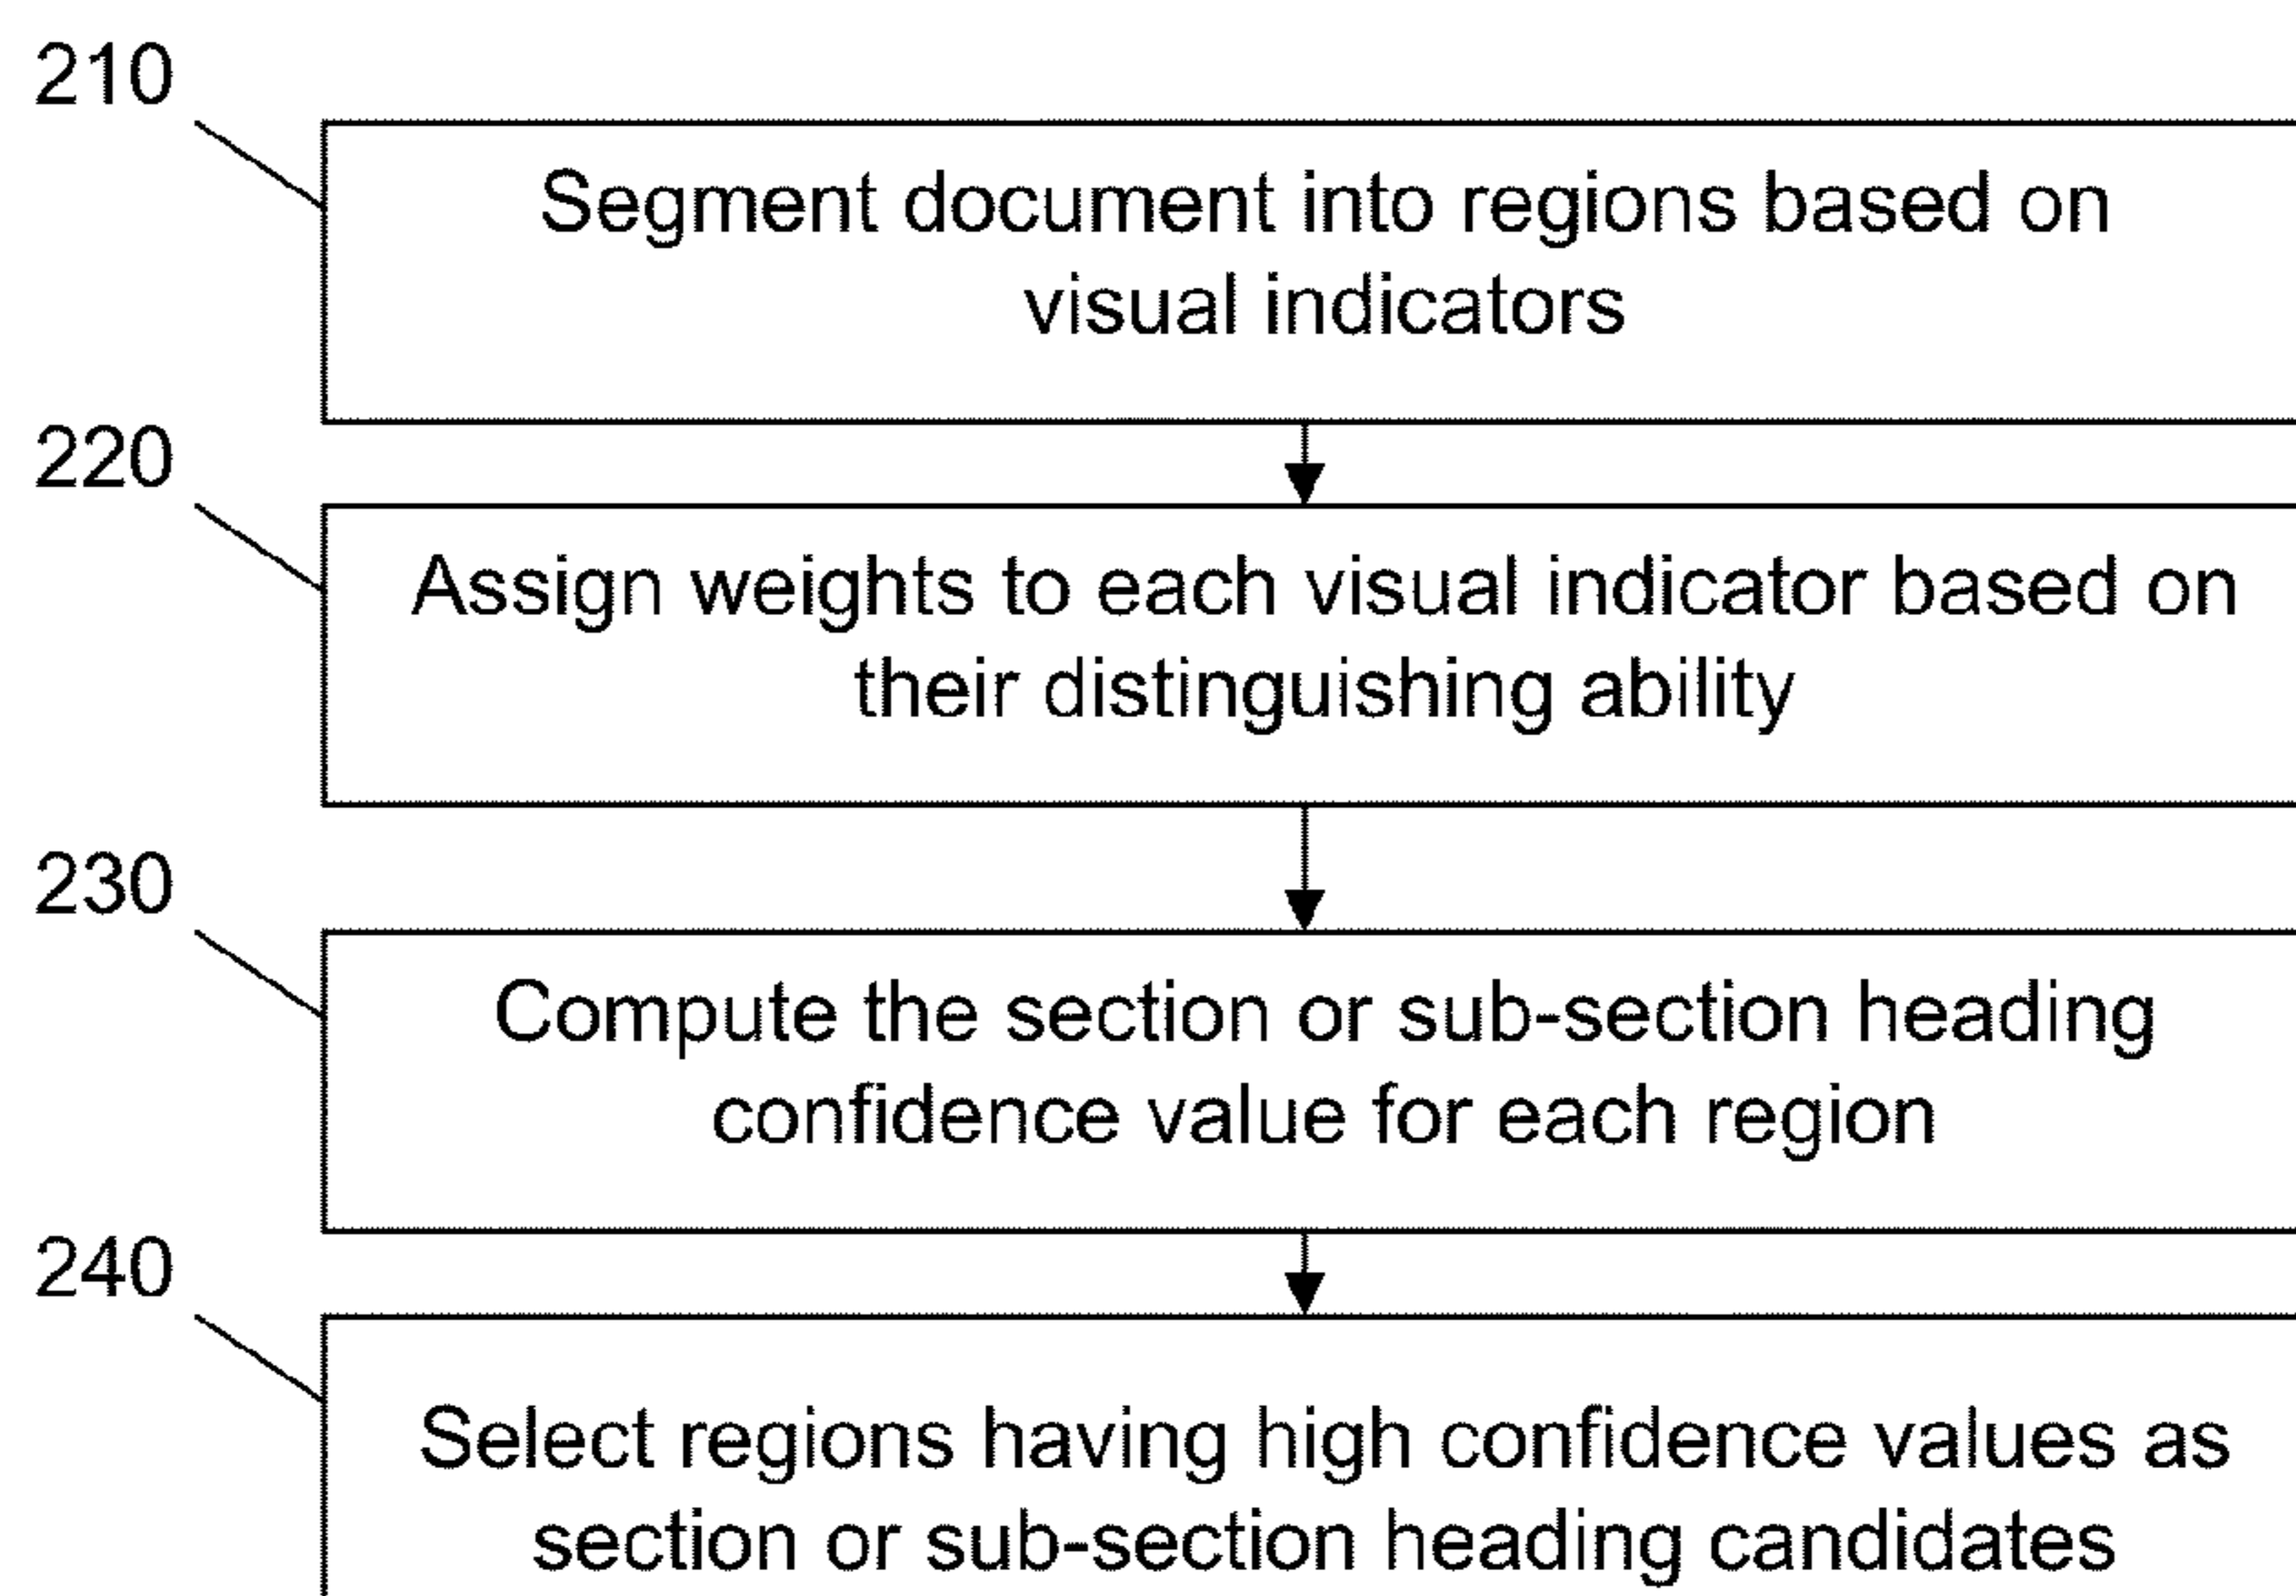 210
Segment document into regions based on
visual indicators
220
Assign weights to each visual indicator based on
their distinguishing ability
230
Compute the section or sub-section heading
confidence value for each region
240
Select regions having high confidence values as
section or sub-section heading candidates